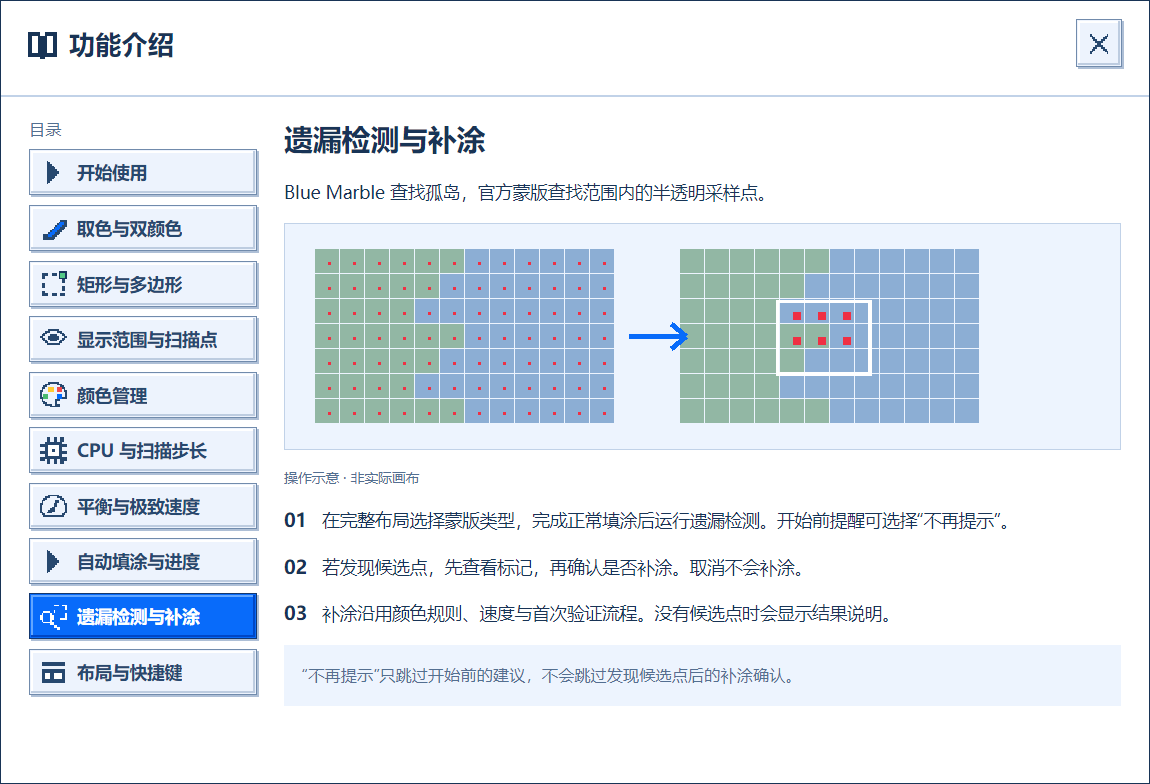 功能介绍
目录
开始使用
取色与双颜色
矩形与多边形
显示范围与扫描点
颜色管理
CPU 与扫描步长
平衡与极致速度
自动填涂与进度
遗漏检测与补涂
布局与快捷键
遗漏检测与补涂
Blue Marble 查找孤岛，官方蒙版查找范围内的半透明采样点。
操作示意 · 非实际画布
01 在完整布局选择蒙版类型，完成正常填涂后运行遗漏检测。开始前提醒可选择“不再提示”。
02 若发现候选点，先查看标记，再确认是否补涂。取消不会补涂。
03 补涂沿用颜色规则、速度与首次验证流程。没有候选点时会显示结果说明。
“不再提示”只跳过开始前的建议，不会跳过发现候选点后的补涂确认。